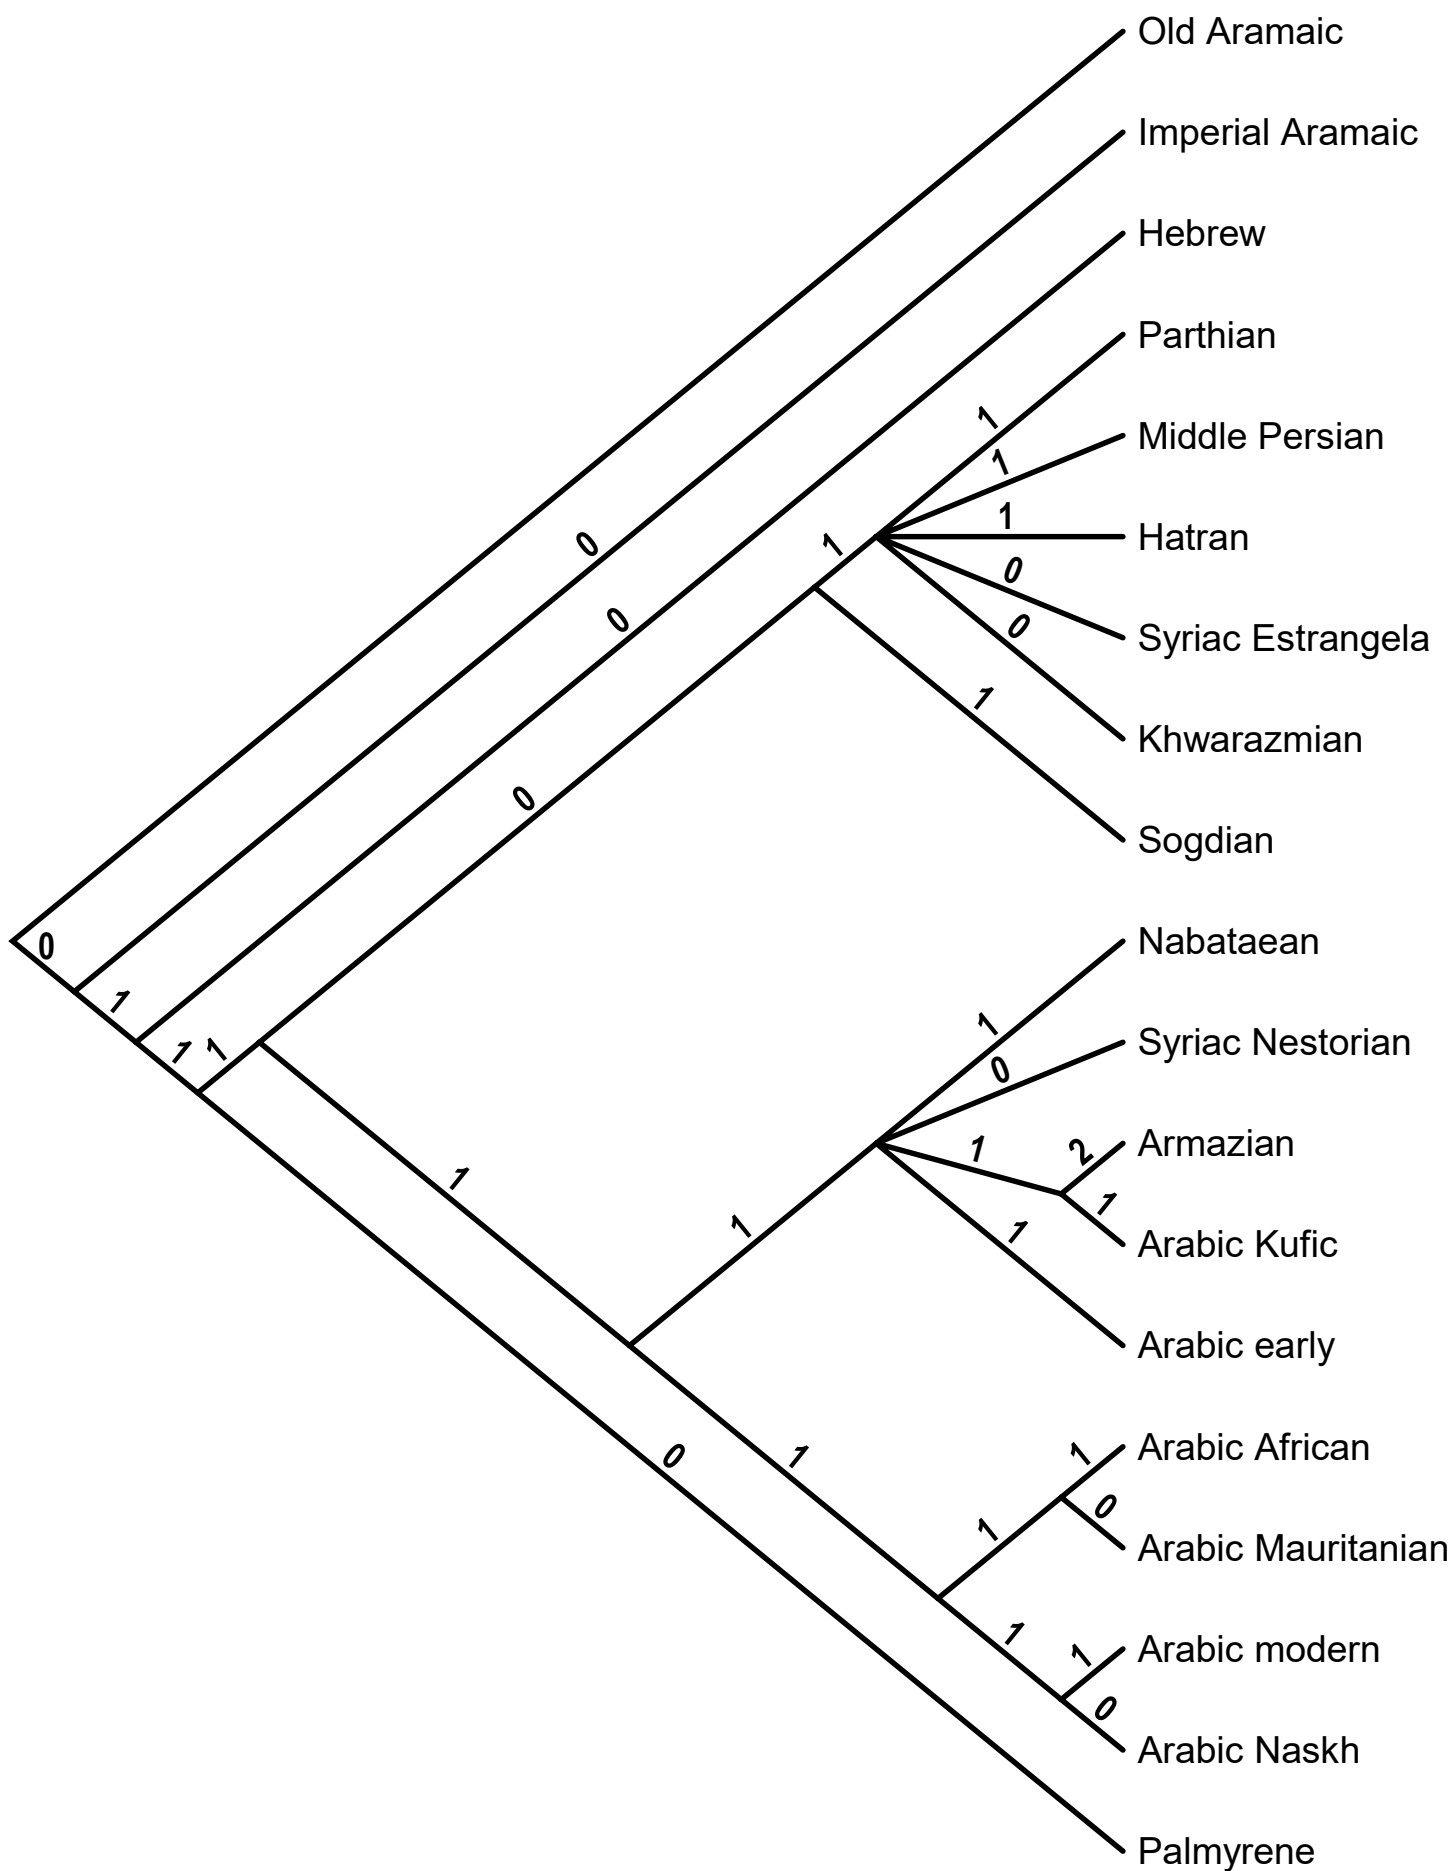 Old Aramaic
Imperial Aramaic
Hebrew
Parthian
1
Middle Persian
1
1
Hatran
0
1
0
0
0
Syriac Estrangela
Khwarazmian
1
0
Sogdian
Nabataean
0
1
1
Syriac Nestorian
1
1
0
Armazian
1
2
1
1
Arabic Kufic
1
1
Arabic early
Arabic African
1
0
1
0
1
Arabic Mauritanian
1
1
Arabic modern
0
Arabic Naskh
Palmyrene